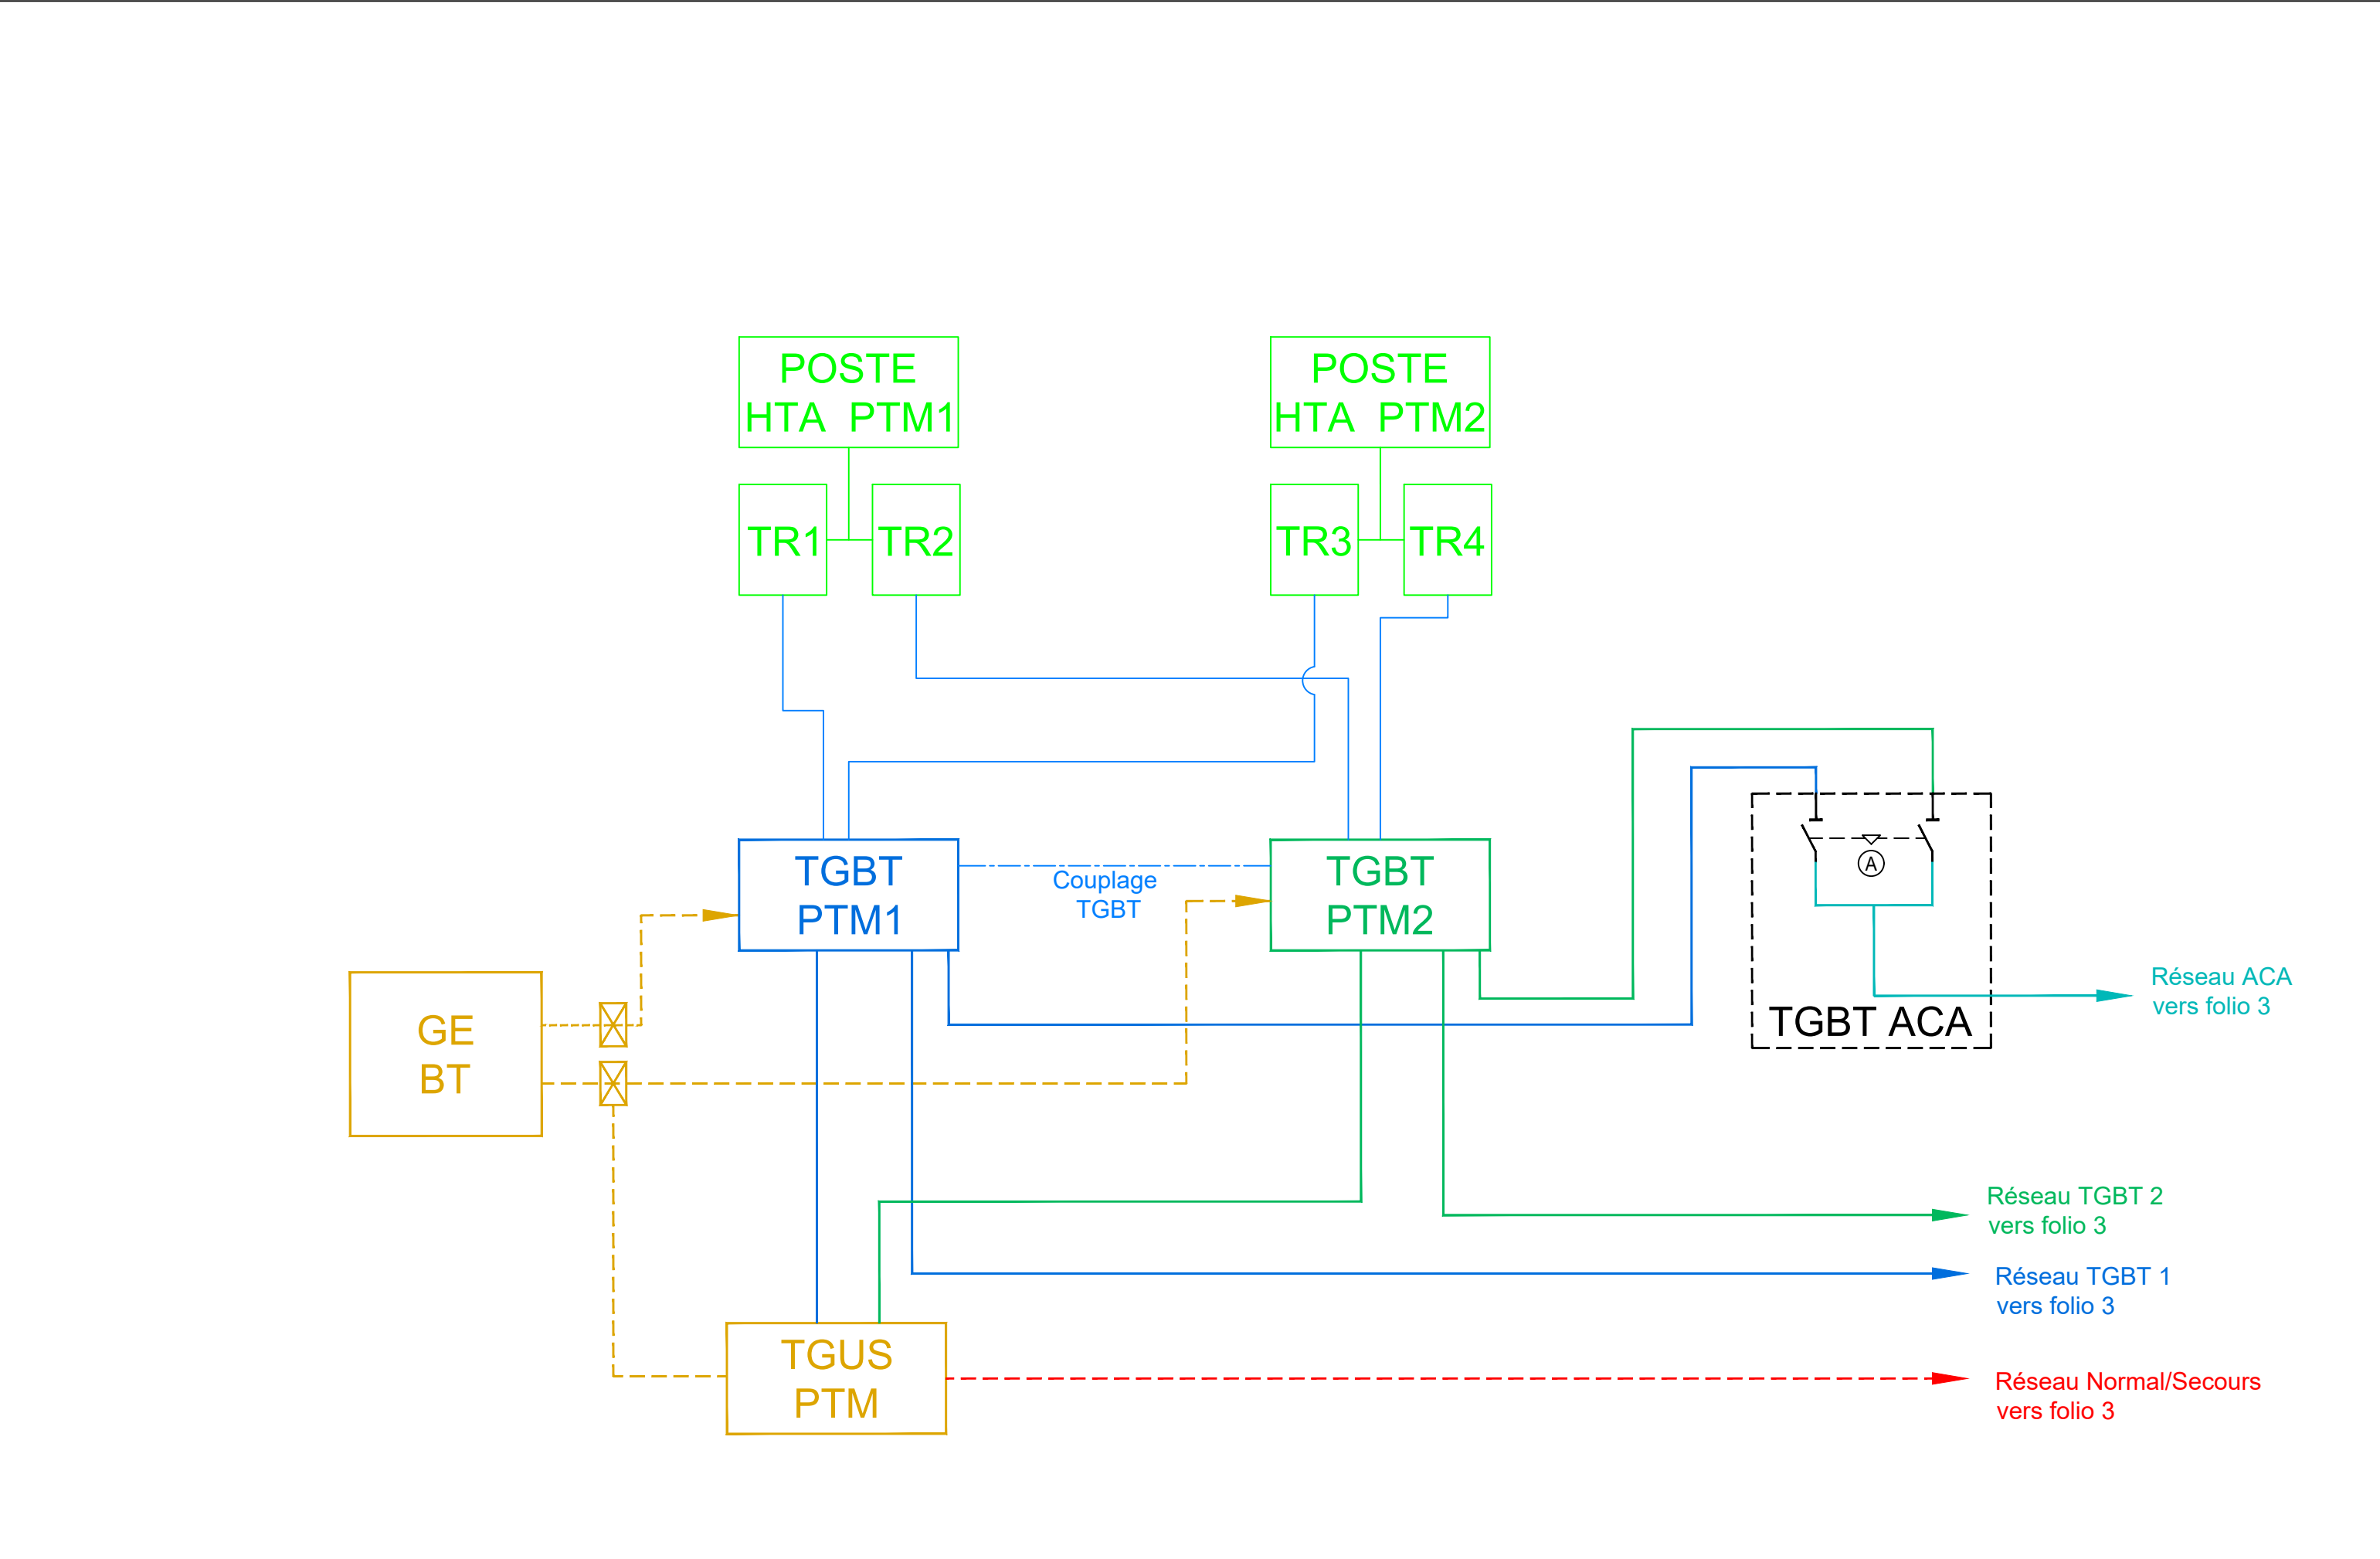 POSTE
HTA PTM1
POSTE
HTA PTM2
TR1
TR2
TR3
TR4
TGBT
PTM1
Couplage
TGBT
TGBT
PTM2
A
TGBT ACA
Réseau ACA
vers folio 3
GE
BT
Réseau TGBT 2
vers folio 3
Réseau TGBT 1
vers folio 3
TGUS
PTM
Réseau Normal/Secours
vers folio 3